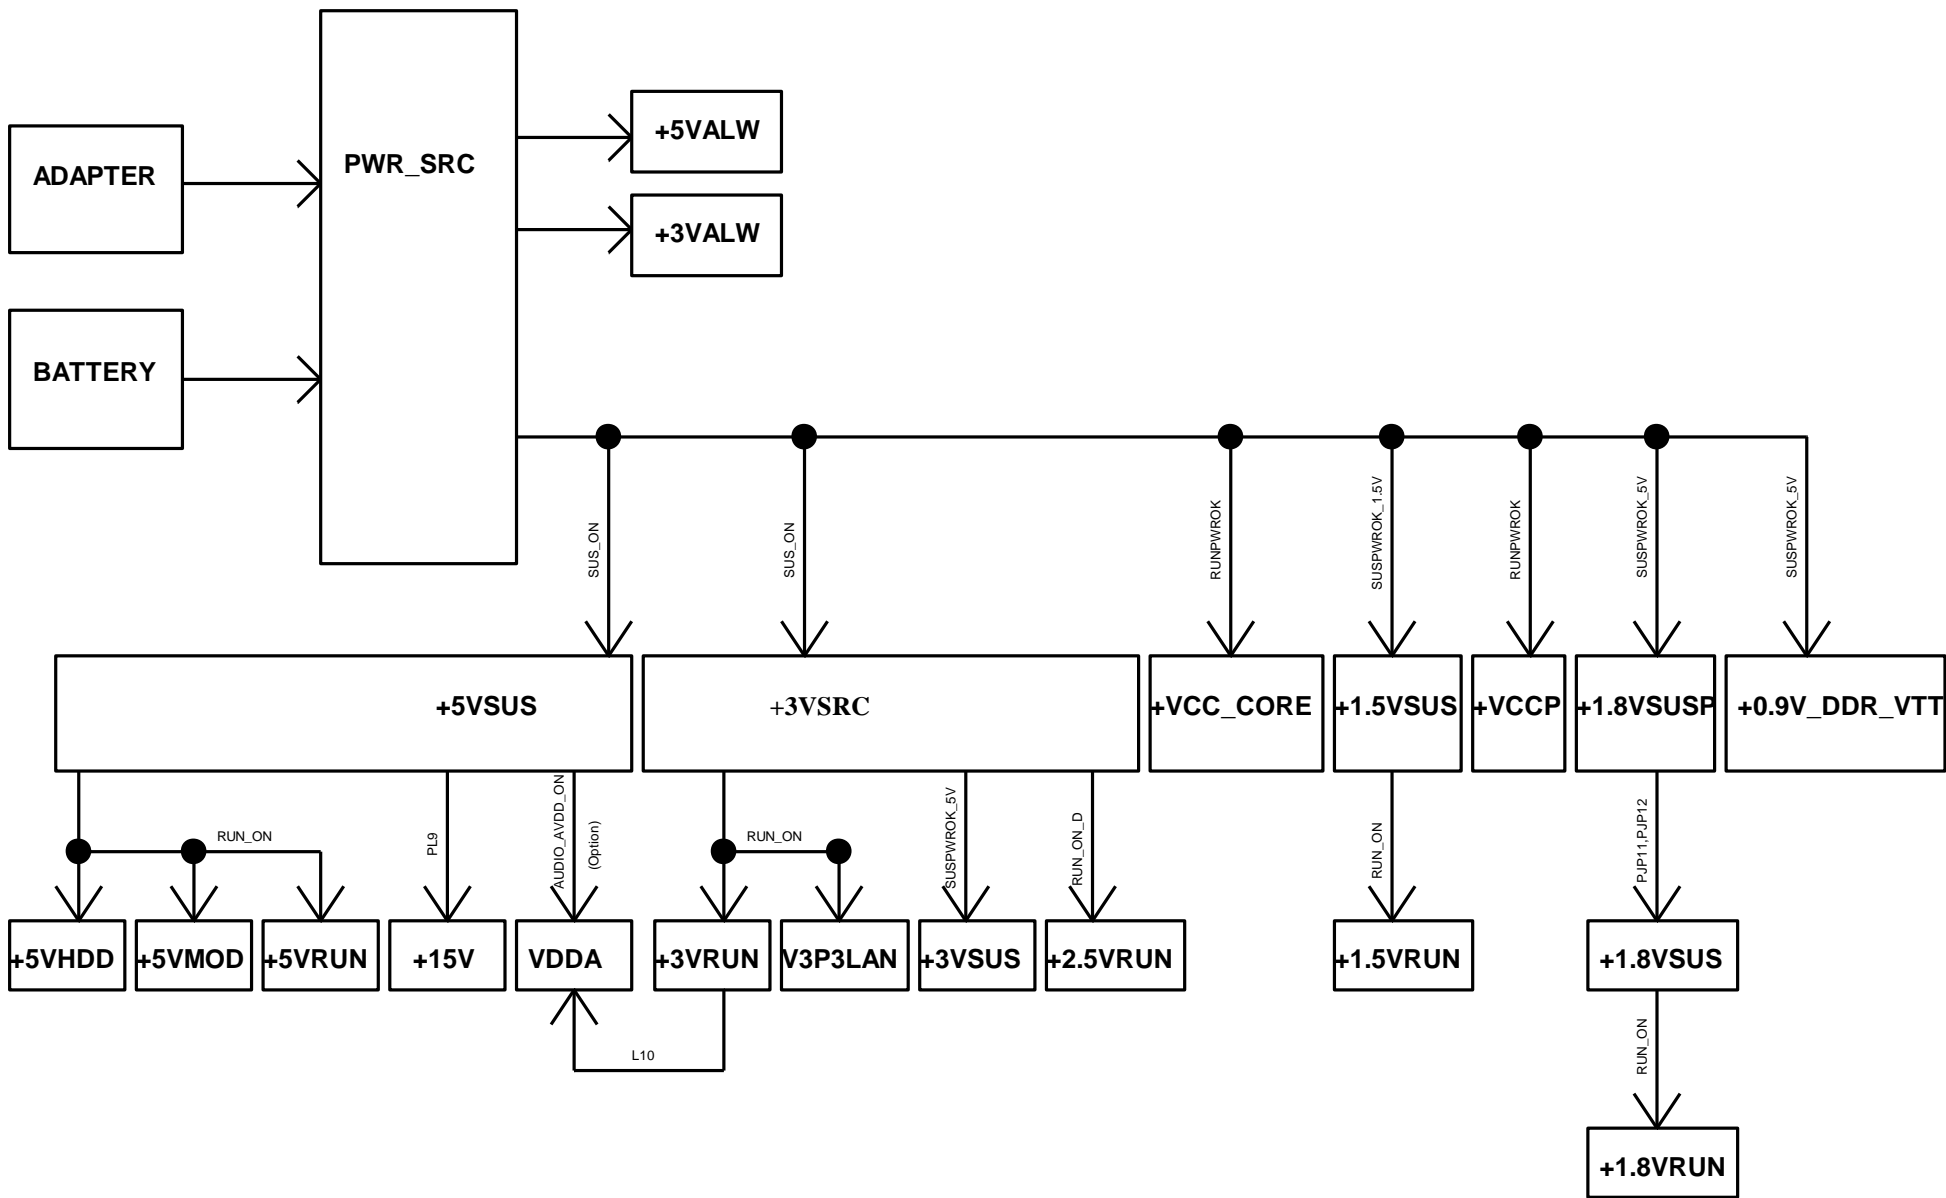 +5VALW
ADAPTER
PWR_SRC
+3VALW
BATTERY
SUS_ON
SUS_ON
RUNPWROK
SUSPWROK_1.5V
RUNPWROK
SUSPWROK_5V
SUSPWROK_5V
+5VSUS
+3VSRC
+VCC_CORE
+1.5VSUS
+VCCP
+1.8VSUSP
+0.9V_DDR_VTT
RUN_ON
PL9
AUDIO_AVDD_ON
(Option)
RUN_ON
SUSPWROK_5V
RUN_ON_D
RUN_ON
PJP11,PJP12
+5VHDD
+5VMOD
+5VRUN
+15V
VDDA
+3VRUN
V3P3LAN
+3VSUS
+2.5VRUN
+1.5VRUN
+1.8VSUS
L10
RUN_ON
+1.8VRUN